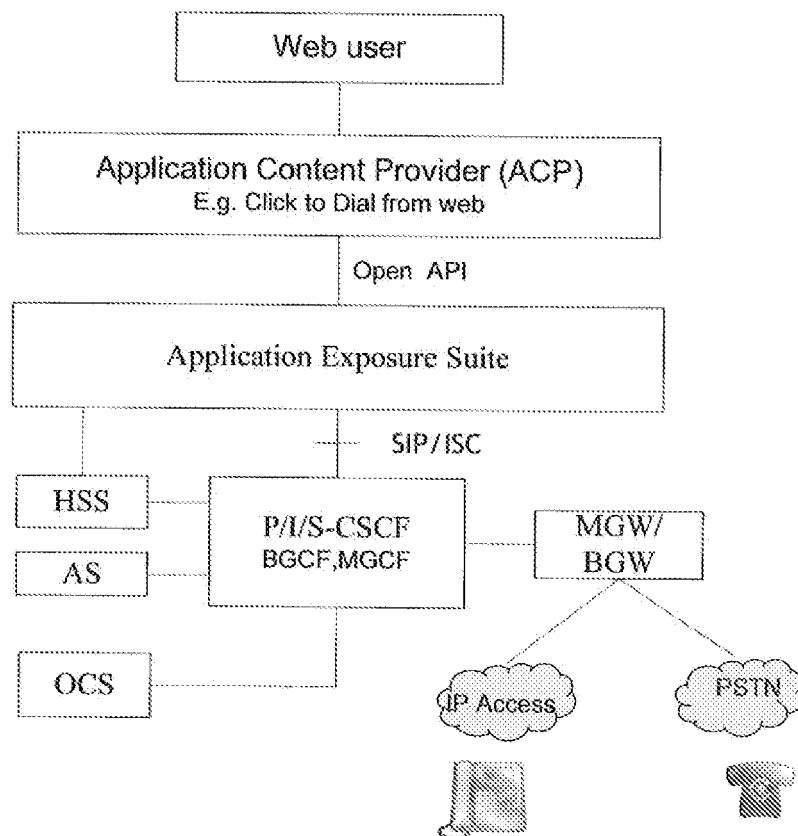 Web user
Application Content Provider (ACP)
E.g. Click to Dial from web
Open API
Application Exposure Suite
SIP/ISC
HSS
P/I/S-CSCF
BGCF,MGCF
MGW/
BGW
AS
OCS
IP Access
PSTN